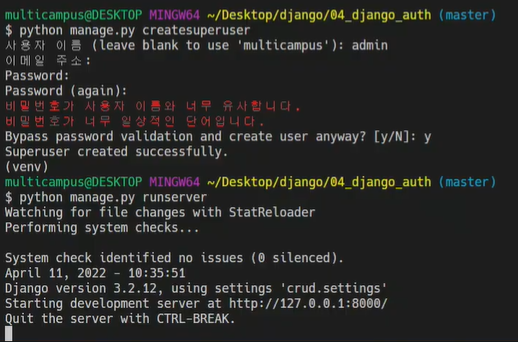 multicampus@DESKTOP MINGW64 ~/Desktop/django/04_django_auth (master)
$ python manage.py createsuperuser
사용자 이름 (leave blank to use 'multicampus'): admin
이메일 주소:
Password:
Password (again):
비밀번호가 사용자 이름와 너무 유사합니다.
비밀번호가 너무 일상적인 단어입니다.
Bypass password validation and create user anyway? [y/N]: y
Superuser created successfully.
(venv)
multicampus@DESKTOP MINGW64 ~/Desktop/django/04_django_auth (master)
$ python manage.py runserver
Watching for file changes with StatReloader
Performing system checks...
System check identified no issues (0 silenced).
April 11, 2022 - 10:35:51
Django version 3.2.12, using settings 'crud.settings'
Starting development server at http://127.0.0.1:8000/
Quit the server with CTRL-BREAK.